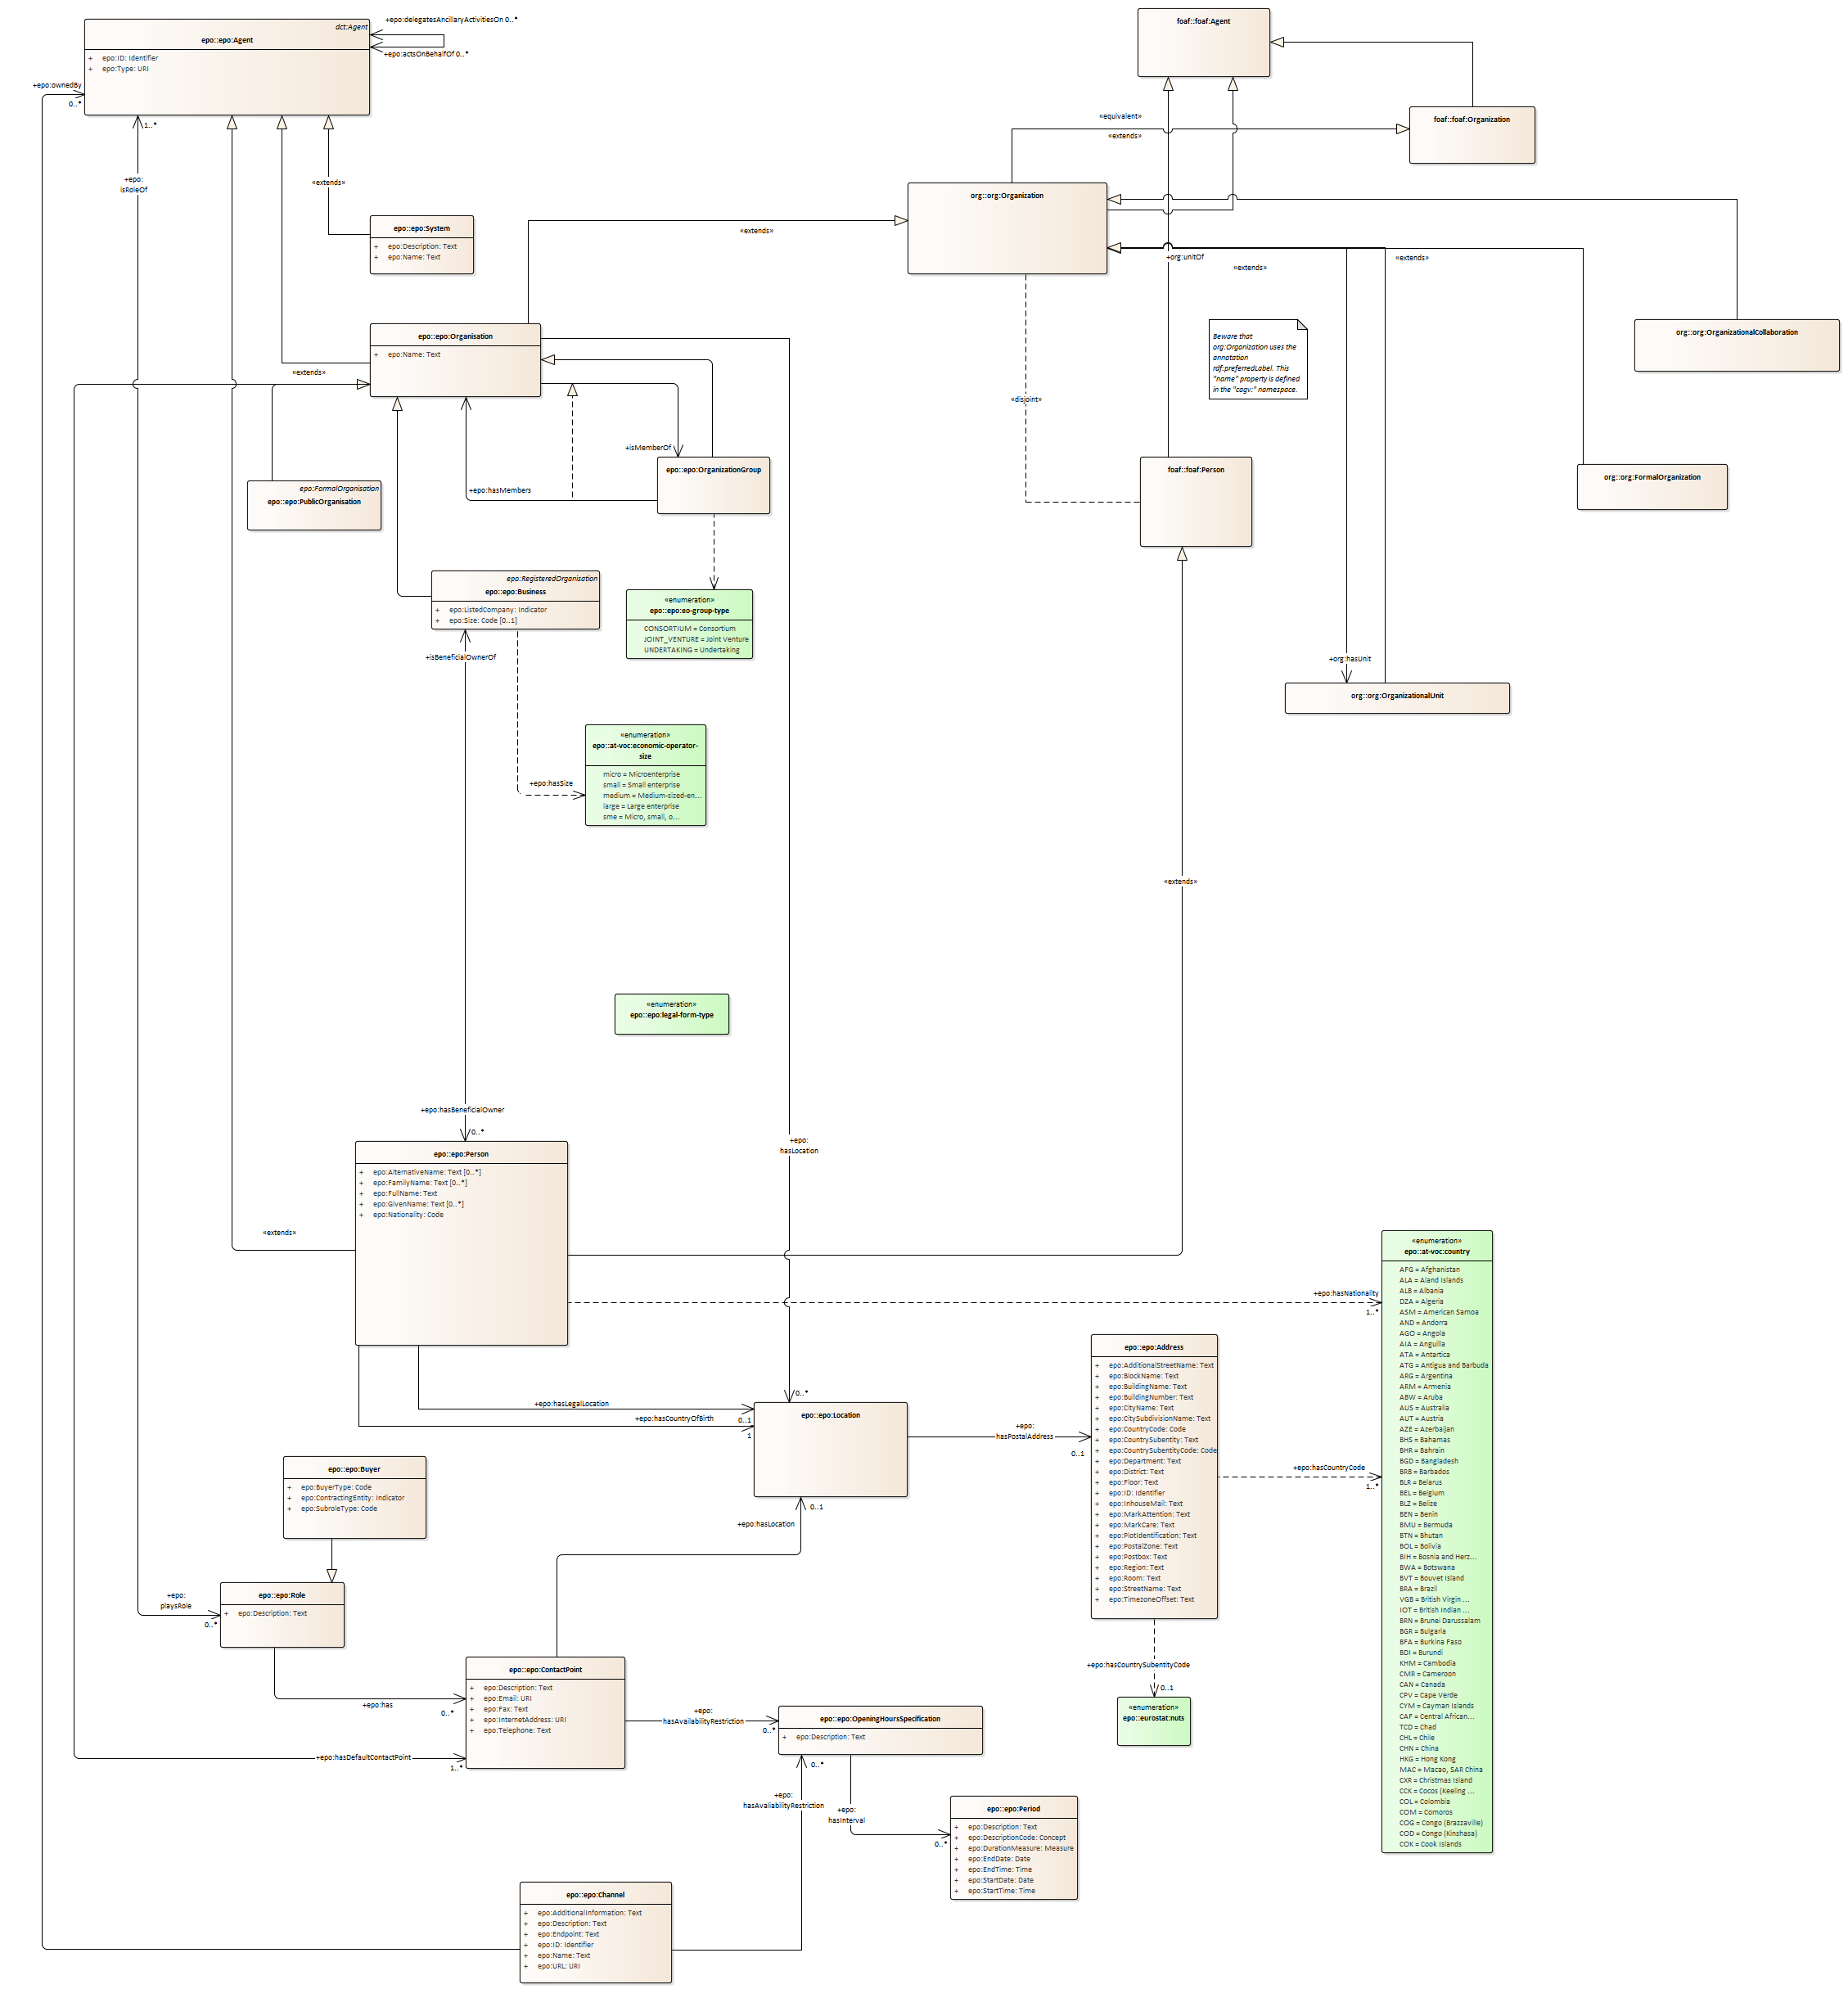 dct:Agent
epo::epo:Agent
+ epo:ID: Identifier
+ epo:Type: URI
+epo:delegatesAncillaryActivitiesOn 0..*
+epo:actsOnBehalfOf 0..*
+epo:ownedBy
0..*
1..*
+epo:
isRoleOf
«extends»
epo::epo:System
+ epo:Description: Text
+ epo:Name: Text
foaf::foaf:Agent
foaf::foaf:Organization
«equivalent»
«extends»
org::org:Organization
«extends»
+org:unitOf
«extends»
«extends»
Beware that
org:Organization uses the
annotation
rdf:preferredLabel. This
"name" property is defined
in the "cagv:" namespace.
org::org:OrganizationalCollaboration
«disjoint»
foaf::foaf:Person
org::org:FormalOrganization
+org:hasUnit
org::org:OrganizationalUnit
epo::epo:Organisation
+ epo:Name: Text
«extends»
+isMemberOf
epo::epo:OrganizationGroup
+epo:hasMembers
epo:FormalOrganisation
epo::epo:PublicOrganisation
epo:RegisteredOrganisation
epo::epo:Business
+ epo:ListedCompany: Indicator
+ epo:Size: Code [0..1]
«enumeration»
epo::epo:eo-group-type
CONSORTIUM = Consortium
JOINT_VENTURE = Joint Venture
UNDERTAKING = Undertaking
+isBeneficialOwnerOf
«enumeration»
epo::at-voc:economic-operator-
size
micro = Microenterprise
small = Small enterprise
medium = Medium-sized-en...
large = Large enterprise
sme = Micro, small, o...
+epo:hasSize
«extends»
«enumeration»
epo::epo:legal-form-type
+epo:hasBeneficialOwner
0..*
+epo:
hasLocation
epo::epo:Person
+ epo:AlternativeName: Text [0..*]
+ epo:FamilyName: Text [0..*]
+ epo:FullName: Text
+ epo:GivenName: Text [0..*]
+ epo:Nationality: Code
«extends»
+epo:hasNationality
1..*
«enumeration»
epo::at-voc:country
AFG = Afghanistan
ALA = Aland Islands
ALB = Albania
DZA = Algeria
ASM = American Samoa
AND = Andorra
AGO = Angola
AIA = Anguilla
ATA = Antartica
ATG = Antigua and Barbuda
ARG = Argentina
ARM = Armenia
ABW = Aruba
AUS = Australia
AUT = Austria
AZE = Azerbaijan
BHS = Bahamas
BHR = Bahrain
BGD = Bangladesh
BRB = Barbados
BLR = Belarus
BEL = Belgium
BLZ = Belize
BEN = Benin
BMU = Bermuda
BTN = Bhutan
BOL = Bolivia
BIH = Bosnia and Herz...
BWA = Botswana
BVT = Bouvet Island
BRA = Brazil
VGB = British Virgin ...
IOT = British Indian ...
BRN = Brunei Darussalam
BGR = Bulgaria
BFA = Burkina Faso
BDI = Burundi
KHM = Cambodia
CMR = Cameroon
CAN = Canada
CPV = Cape Verde
CYM = Cayman Islands
CAF = Central African...
TCD = Chad
CHL = Chile
CHN = China
HKG = Hong Kong
MAC = Macao, SAR China
CXR = Christmas Island
CCK = Cocos (Keeling ...
COL = Colombia
COM = Comoros
COG = Congo (Brazzaville)
COD = Congo (Kinshasa)
COK = Cook Islands
epo::epo:Address
+ epo:AdditionalStreetName: Text
+ epo:BlockName: Text
+ epo:BuildingName: Text
+ epo:BuildingNumber: Text
+ epo:CityName: Text
+ epo:CitySubdivisionName: Text
+ epo:CountryCode: Code
+ epo:CountrySubentity: Text
+ epo:CountrySubentityCode: Code
+ epo:Department: Text
+ epo:District: Text
+ epo:Floor: Text
+ epo:ID: Identifier
+ epo:InhouseMail: Text
+ epo:MarkAttention: Text
+ epo:MarkCare: Text
+ epo:PlotIdentification: Text
+ epo:PostalZone: Text
+ epo:Postbox: Text
+ epo:Region: Text
+ epo:Room: Text
+ epo:StreetName: Text
+ epo:TimezoneOffset: Text
0..*
+epo:hasLegalLocation
0..1
+epo:hasCountryOfBirth
1
epo::epo:Location
+epo:
hasPostalAddress
0..1
+epo:hasCountryCode
1..*
0..1
+epo:hasLocation
epo::epo:Buyer
+ epo:BuyerType: Code
+ epo:ContractingEntity: Indicator
+ epo:SubroleType: Code
+epo:
playsRole
0..*
epo::epo:Role
+ epo:Description: Text
+epo:has
0..*
epo::epo:ContactPoint
+ epo:Description: Text
+ epo:Email: URI
+ epo:Fax: Text
+ epo:InternetAddress: URI
+ epo:Telephone: Text
+epo:hasDefaultContactPoint
1..*
+epo:
hasAvailabilityRestriction
0..*
epo::epo:OpeningHoursSpecification
+ epo:Description: Text
+epo:hasCountrySubentityCode
0..1
«enumeration»
epo::eurostat:nuts
0..*
+epo:
hasAvaliabilityRestriction
+epo:
hasInterval
0..*
epo::epo:Period
+ epo:Description: Text
+ epo:DescriptionCode: Concept
+ epo:DurationMeasure: Measure
+ epo:EndDate: Date
+ epo:EndTime: Time
+ epo:StartDate: Date
+ epo:StartTime: Time
epo::epo:Channel
+ epo:AdditionalInformation: Text
+ epo:Description: Text
+ epo:Endpoint: Text
+ epo:ID: Identifier
+ epo:Name: Text
+ epo:URL: URI